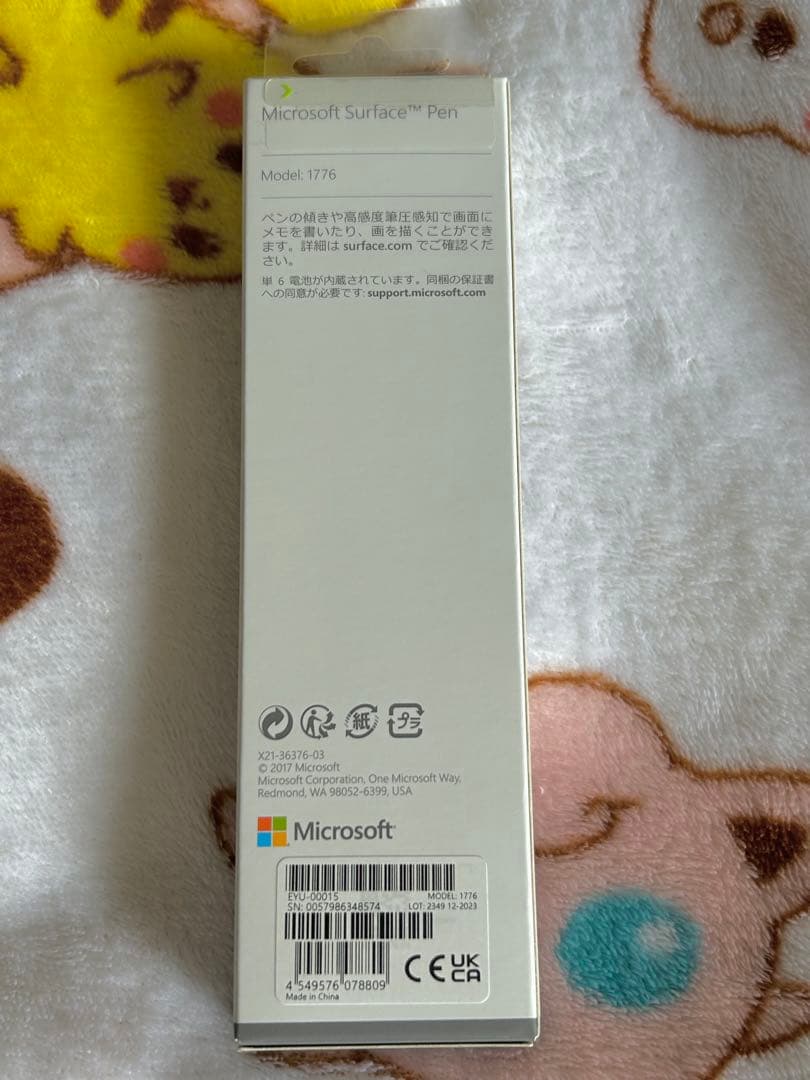 Microsoft Surface™ Pen
Model: 1776
ペンの傾きや高感度筆圧感知で画面に
メモを書いたり、画を描くことができ
ます。詳細は surface.com でご確認くだ
さい。
単 6 電池が内蔵されています。同梱の保証書
への同意が必要です: support.microsoft.com
紙
プラ
X21-36376-03
© 2017 Microsoft
Microsoft Corporation, One Microsoft Way,
Redmond, WA 98052-6399, USA
Microsoft
EYU-00015 MODEL: 1776
SN: 0057986348574 LOT: 2349 12-2023
4 549576 078809
CE UK CA
Made in China